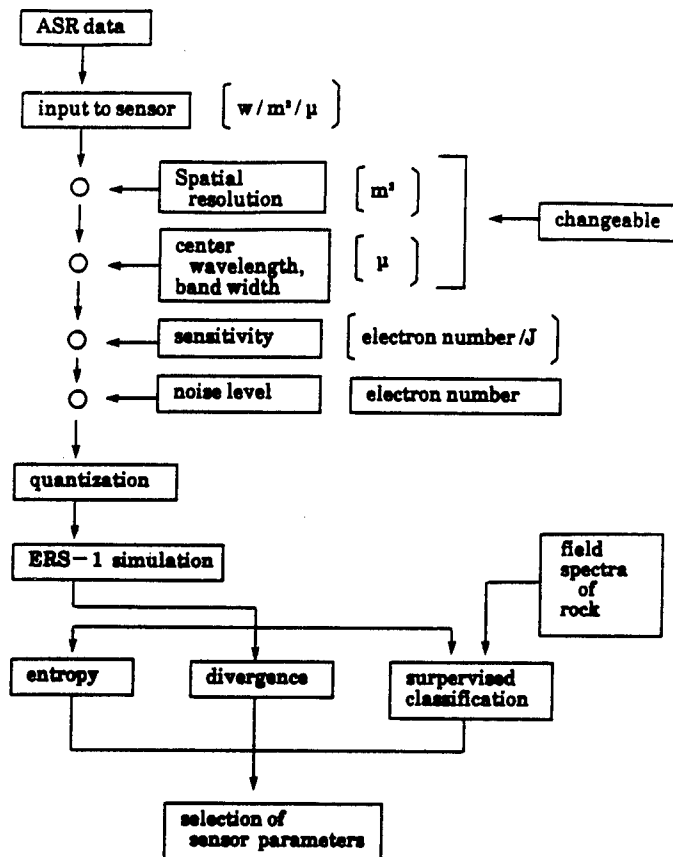 ASR data
input to sensor [w/m²/μ]
Spatial
resolution [m²]
changeable
center
wavelength,
band width [μ]
sensitivity [electron number/J]
noise level electron number
quantization
ERS-1 simulation
field
spectra
of
rock
entropy
divergence
surpervised
classification
selection of
sensor parameters